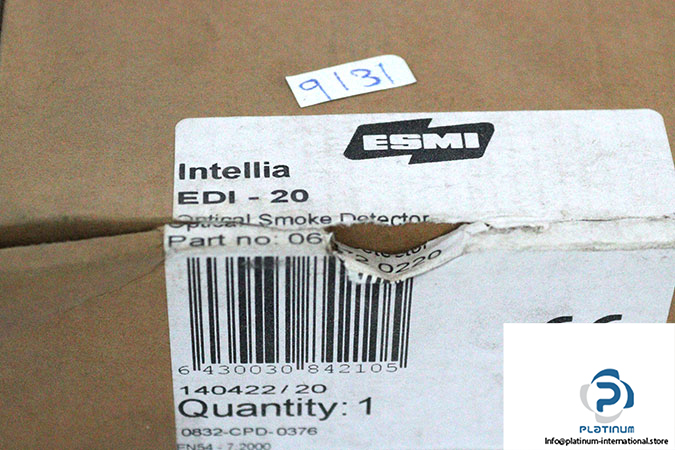 9131
ESMI
Intellia
EDI - 20
Optical Smoke Detector
Part no: 06
2 0220
6 430030 842105
140422/20
Quantity: 1
0832-CPD-0376
EN54 - 7 2000
PLATINUM
Info@platinum-international.store